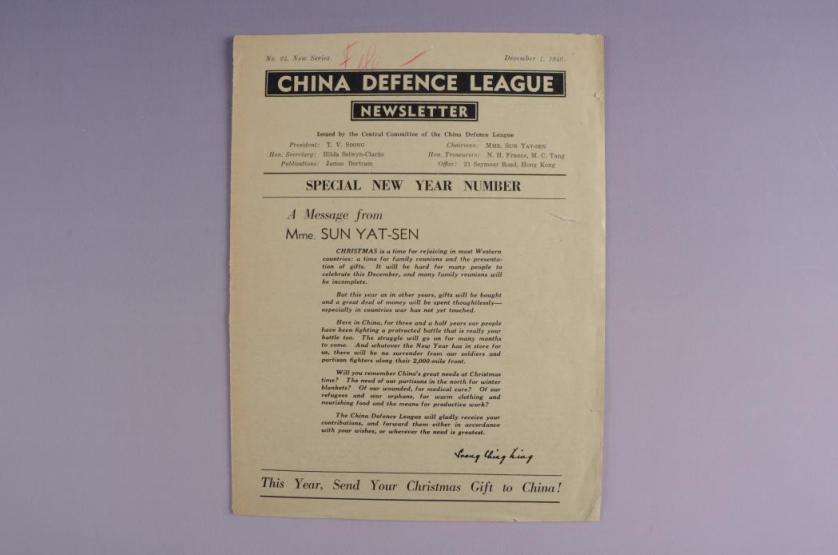 No. 24, New Series.
December 1, 1940.
CHINA DEFENCE LEAGUE
NEWSLETTER
Issued by the Central Committee of the China Defence League
President: T. V. SOONG
Chairman: MME. SUN YAT-SEN
Hon. Secretary: Hilda Selwyn-Clarke
Hon. Treasurers: N. H. France, M. C. Tang
Publications: James Bertram
Office: 21 Seymour Road, Hong Kong
SPECIAL NEW YEAR NUMBER
A Message from
Mme. SUN YAT-SEN
CHRISTMAS is a time for rejoicing in most Western
countries: a time for family reunions and the presenta-
tion of gifts. It will be hard for many people to
celebrate this December, and many family reunions will
be incomplete.
But this year as in other years, gifts will be bought
and a great deal of money will be spent thoughtlessly—
especially in countries war has not yet touched.
Here in China, for three and a half years our people
have been fighting a protracted battle that is really your
battle too. The struggle will go on for many months
to come. And whatever the New Year has in store for
us, there will be no surrender from our soldiers and
partisan fighters along their 2,000-mile front.
Will you remember China's great needs at Christmas
time? The need of our partisans in the north for winter
blankets? Of our wounded, for medical care? Of our
refugees and war orphans, for warm clothing and
nourishing food and the means for productive work?
The China Defence League will gladly receive your
contributions, and forward them either in accordance
with your wishes, or wherever the need is greatest.
Soong Ching Ling
This Year, Send Your Christmas Gift to China!